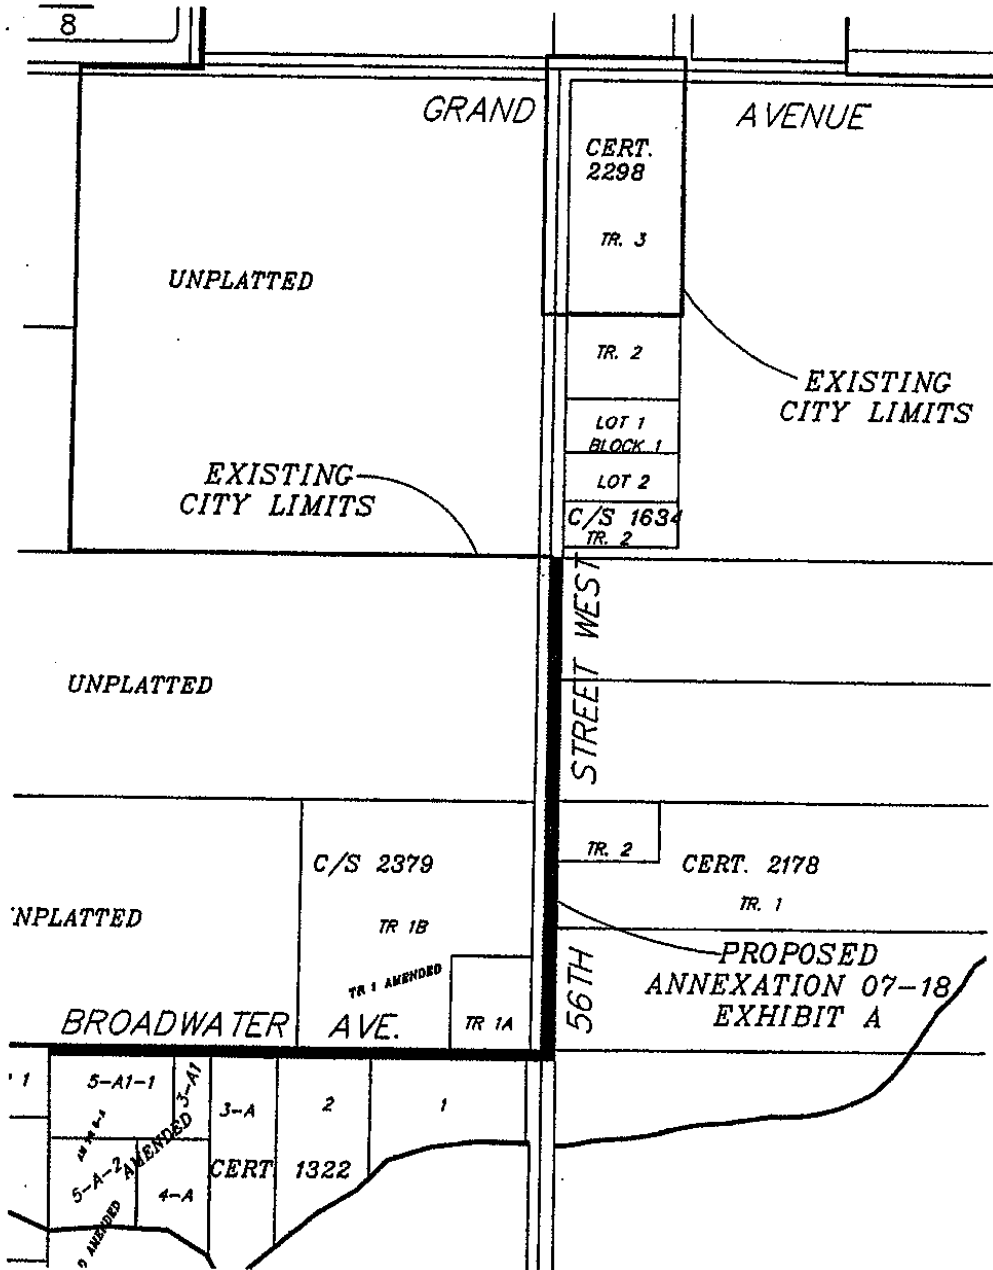 8
GRAND AVENUE
CERT.
2298
TR. 3
UNPLATTED
TR. 2
EXISTING
CITY LIMITS
LOT 1
BLOCK 1
EXISTING
CITY LIMITS
LOT 2
C/S 1634
TR. 2
UNPLATTED
56TH STREET WEST
TR. 2
C/S 2379
CERT. 2178
TR. 1
NPLATTED
TR 1B
PROPOSED
ANNEXATION 07-18
EXHIBIT A
TR 1 AMENDED
TR 1A
BROADWATER AVE.
1
5-A1-1
3-A1
3-A
2
1
AMENDED
5-A-2
4-A
CERT 1322
AMENDED